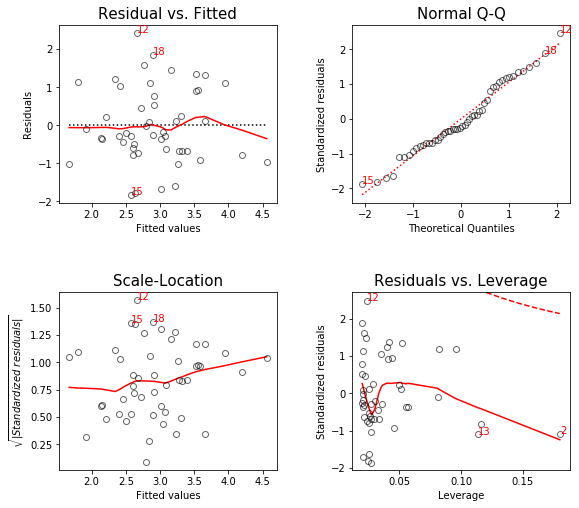 Residual vs. Fitted
12
18
15
2
1
0
−1
−2
2.0 2.5 3.0 3.5 4.0 4.5
Residuals
Fitted values
Normal Q-Q
12
18
15
2
1
0
−1
−2
−2 −1 0 1 2
Standardized residuals
Theoretical Quantiles
Scale-Location
12
15 18
1.50
1.25
1.00
0.75
0.50
0.25
2.0 2.5 3.0 3.5 4.0 4.5
√|Standardized residuals|
Fitted values
Residuals vs. Leverage
12
13
2
2
1
0
−1
−2
0.05 0.10 0.15
Standardized residuals
Leverage